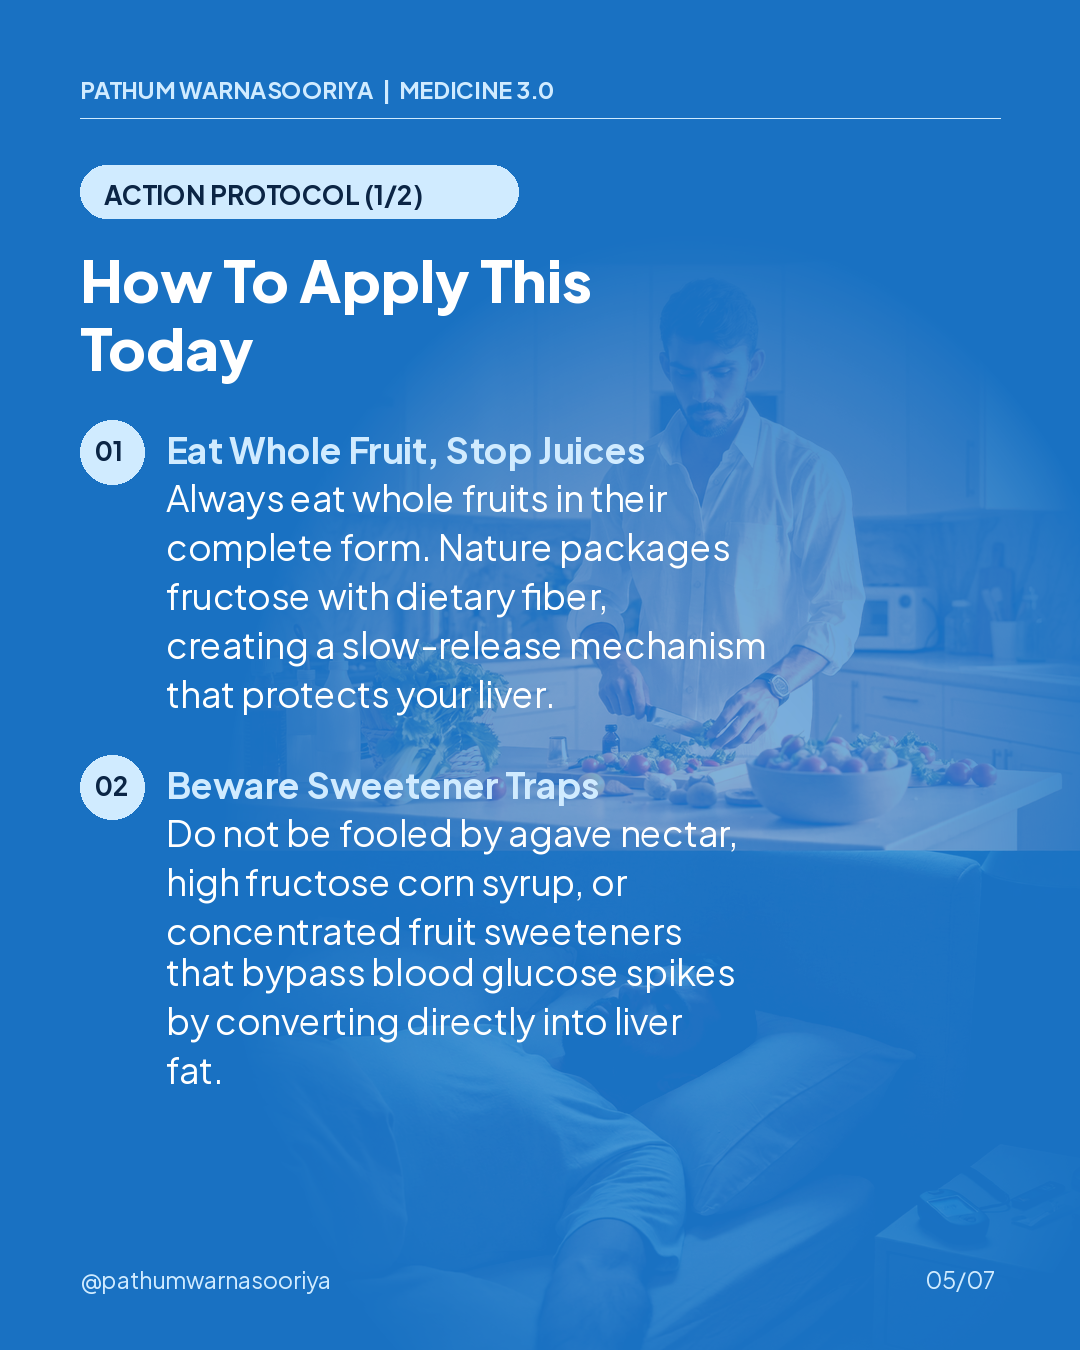 PATHUM WARNASOORIYA | MEDICINE 3.0
ACTION PROTOCOL (1/2)
How To Apply This
Today
01
Eat Whole Fruit, Stop Juices
Always eat whole fruits in their
complete form. Nature packages
fructose with dietary fiber,
creating a slow-release mechanism
that protects your liver.
02
Beware Sweetener Traps
Do not be fooled by agave nectar,
high fructose corn syrup, or
concentrated fruit sweeteners
that bypass blood glucose spikes
by converting directly into liver
fat.
@pathumwarnasooriya
05/07